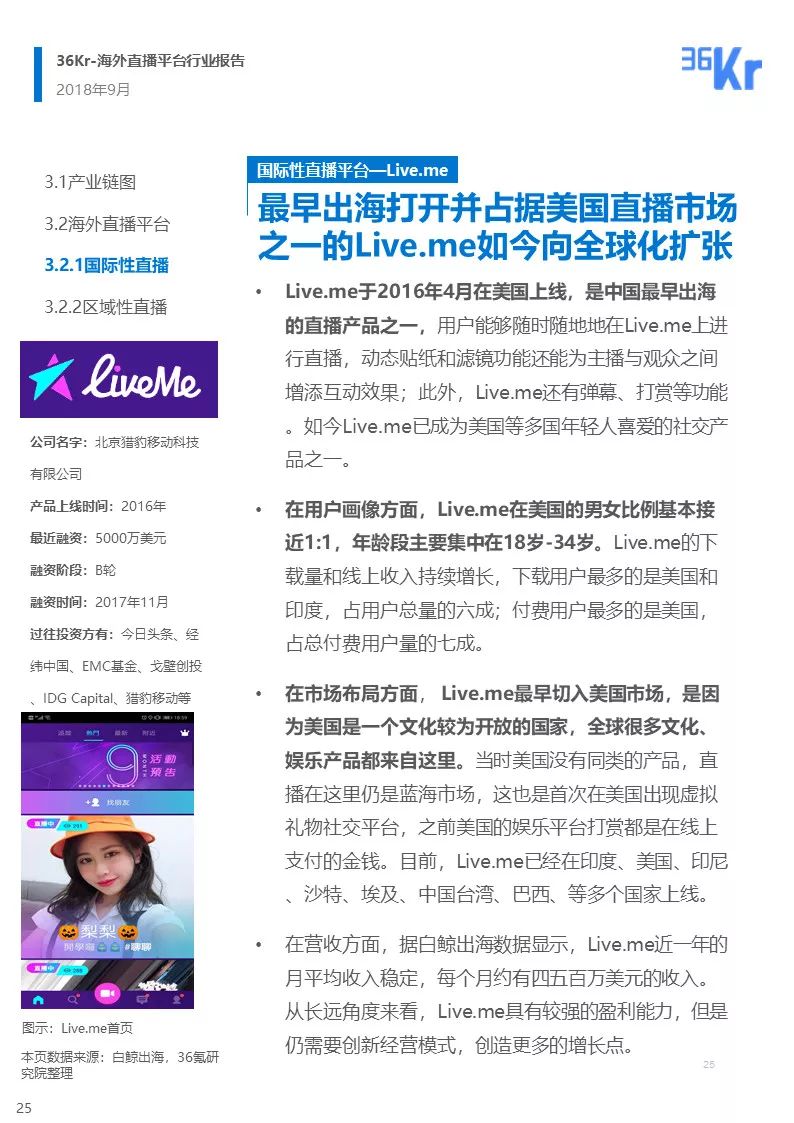 36Kr-海外直播平台行业报告
2018年9月
36Kr
3.1产业链图
3.2海外直播平台
3.2.1国际性直播
3.2.2区域性直播
LiveMe
公司名字：北京猎豹移动科技
有限公司
产品上线时间：2016年
最近融资：5000万美元
融资阶段：B轮
融资时间：2017年11月
过往投资方有：今日头条、经
纬中国、EMC基金、戈壁创投
、IDG Capital、猎豹移动等
18:59
追蹤 熱門 最新 附近
9
MONTH
活動
預告
找朋友
直播中 201
梨梨
開學囉 #聊聊
直播中 288
图示：Live.me首页
本页数据来源：白鲸出海，36氪研
究院整理
25
国际性直播平台—Live.me
最早出海打开并占据美国直播市场
之一的Live.me如今向全球化扩张
• Live.me于2016年4月在美国上线，是中国最早出海
的直播产品之一，用户能够随时随地地在Live.me上进
行直播，动态贴纸和滤镜功能还能为主播与观众之间
增添互动效果；此外，Live.me还有弹幕、打赏等功能
。如今Live.me已成为美国等多国年轻人喜爱的社交产
品之一。
• 在用户画像方面，Live.me在美国的男女比例基本接
近1:1，年龄段主要集中在18岁-34岁。Live.me的下
载量和线上收入持续增长，下载用户最多的是美国和
印度，占用户总量的六成；付费用户最多的是美国，
占总付费用户量的七成。
• 在市场布局方面， Live.me最早切入美国市场，是因
为美国是一个文化较为开放的国家，全球很多文化、
娱乐产品都来自这里。当时美国没有同类的产品，直
播在这里仍是蓝海市场，这也是首次在美国出现虚拟
礼物社交平台，之前美国的娱乐平台打赏都是在线上
支付的金钱。目前，Live.me已经在印度、美国、印尼
、沙特、埃及、中国台湾、巴西、等多个国家上线。
• 在营收方面，据白鲸出海数据显示，Live.me近一年的
月平均收入稳定，每个月约有四五百万美元的收入。
从长远角度来看，Live.me具有较强的盈利能力，但是
仍需要创新经营模式，创造更多的增长点。
25